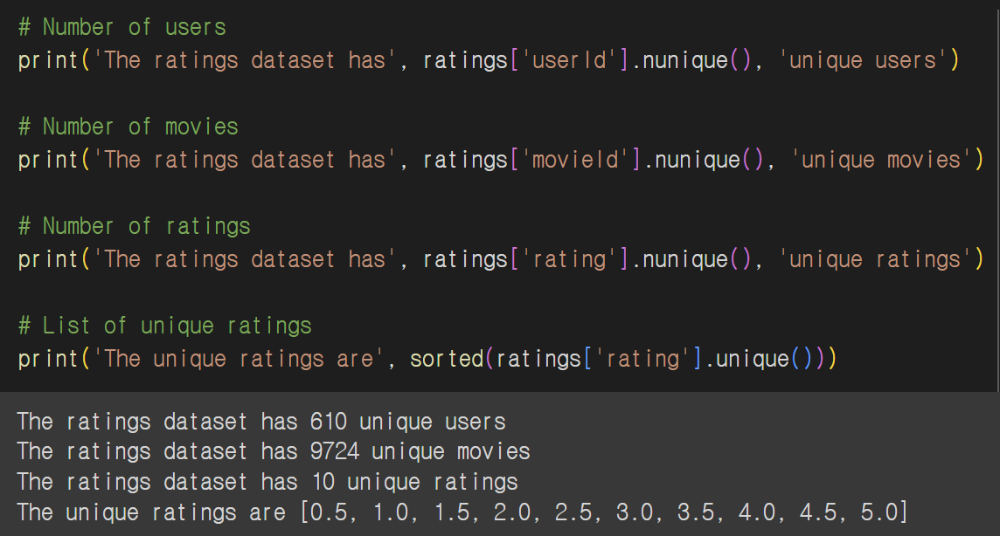 # Number of users
print('The ratings dataset has', ratings['userId'].nunique(), 'unique users')
# Number of movies
print('The ratings dataset has', ratings['movieId'].nunique(), 'unique movies')
# Number of ratings
print('The ratings dataset has', ratings['rating'].nunique(), 'unique ratings')
# List of unique ratings
print('The unique ratings are', sorted(ratings['rating'].unique()))
The ratings dataset has 610 unique users
The ratings dataset has 9724 unique movies
The ratings dataset has 10 unique ratings
The unique ratings are [0.5, 1.0, 1.5, 2.0, 2.5, 3.0, 3.5, 4.0, 4.5, 5.0]